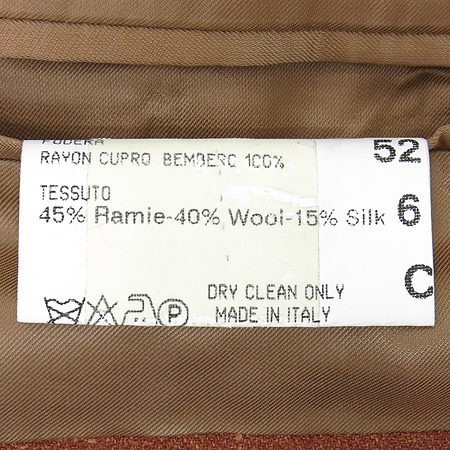 FODERA
RAYON CUPRO BEMBERG 100%
TESSUTO
45% Ramie-40% Wool-15% Silk
DRY CLEAN ONLY
MADE IN ITALY
P
52
6
C